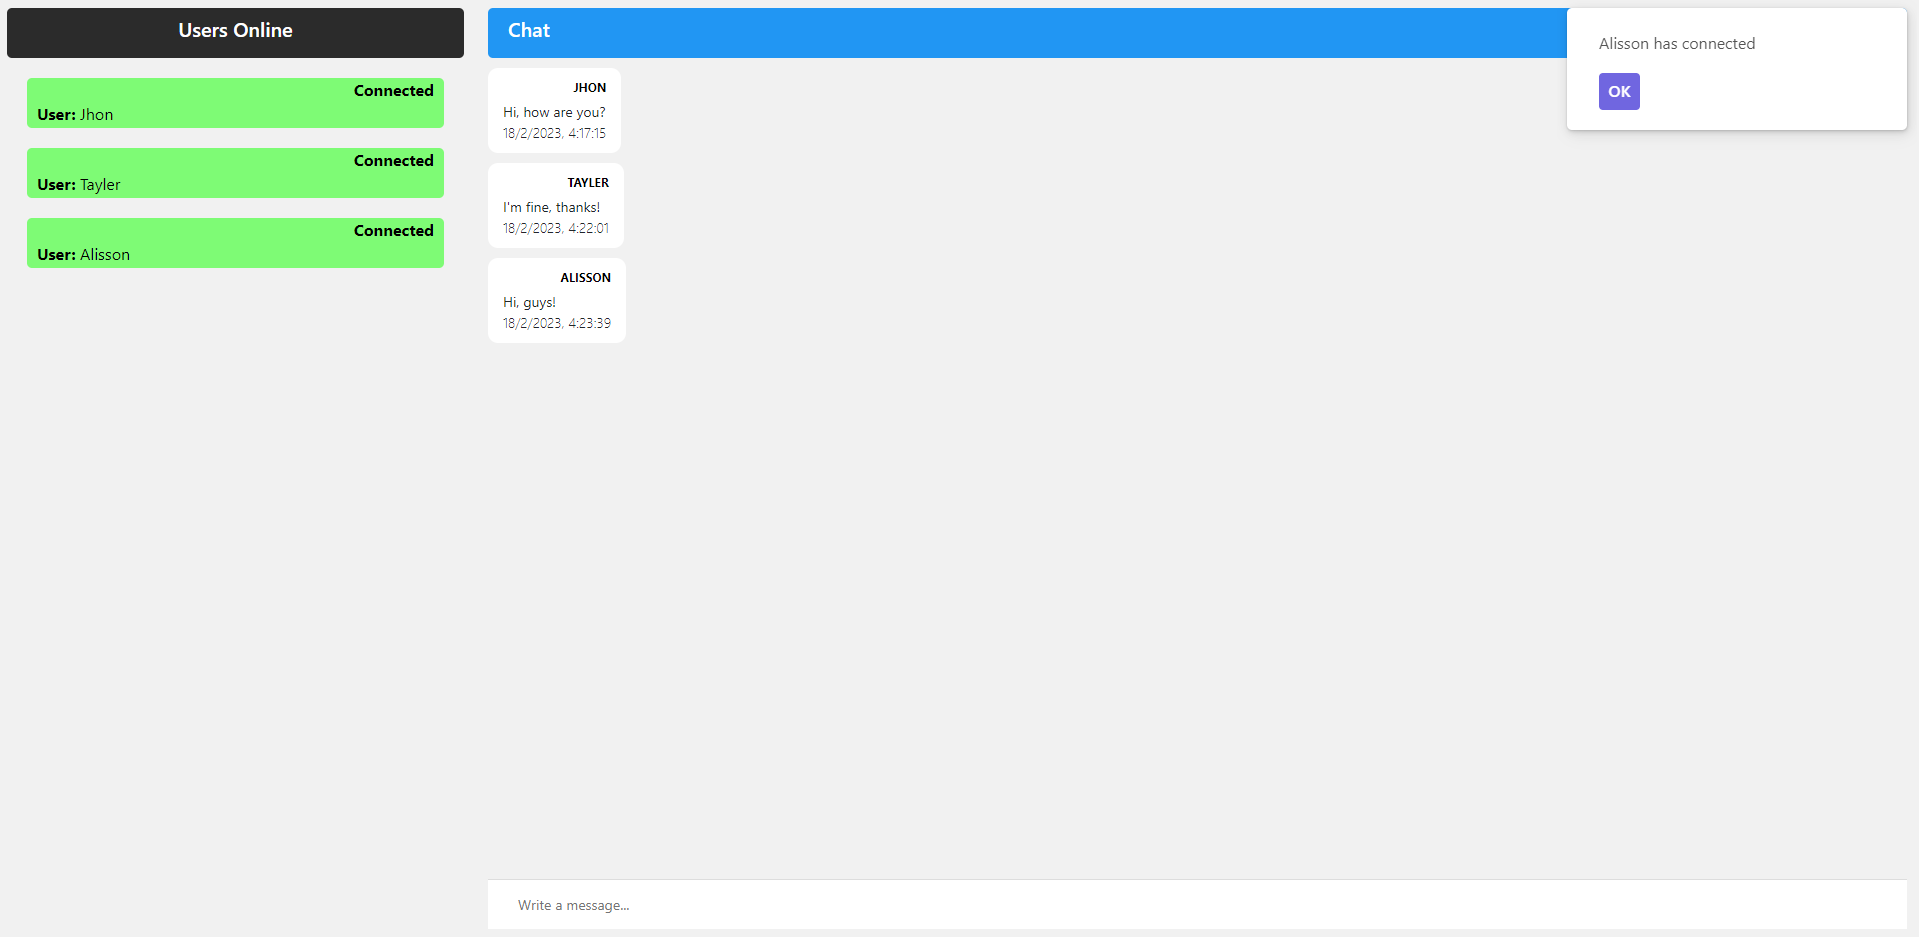 Users Online
Connected
User: Jhon
Connected
User: Tayler
Connected
User: Alisson
Chat
JHON
Hi, how are you?
18/2/2023, 4:17:15
TAYLER
I'm fine, thanks!
18/2/2023, 4:22:01
ALISSON
Hi, guys!
18/2/2023, 4:23:39
Alisson has connected
OK
Write a message...